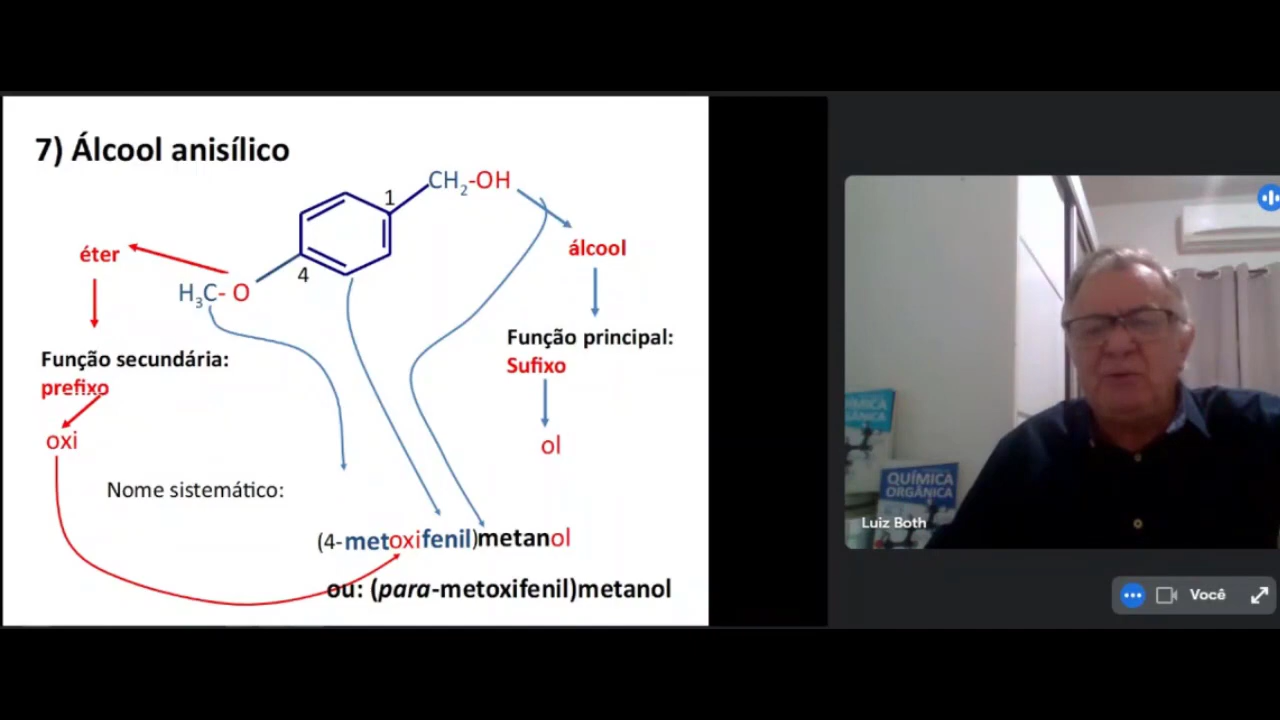 7) Álcool anisílico
CH2-OH
1
4
H3C- O
éter
álcool
Função secundária:
prefixo
Função principal:
Sufixo
oxi
ol
Nome sistemático:
(4-metoxifenil)metanol
ou: (para-metoxifenil)metanol
QUÍMICA
ORGÂNICA
Luiz Both
Você